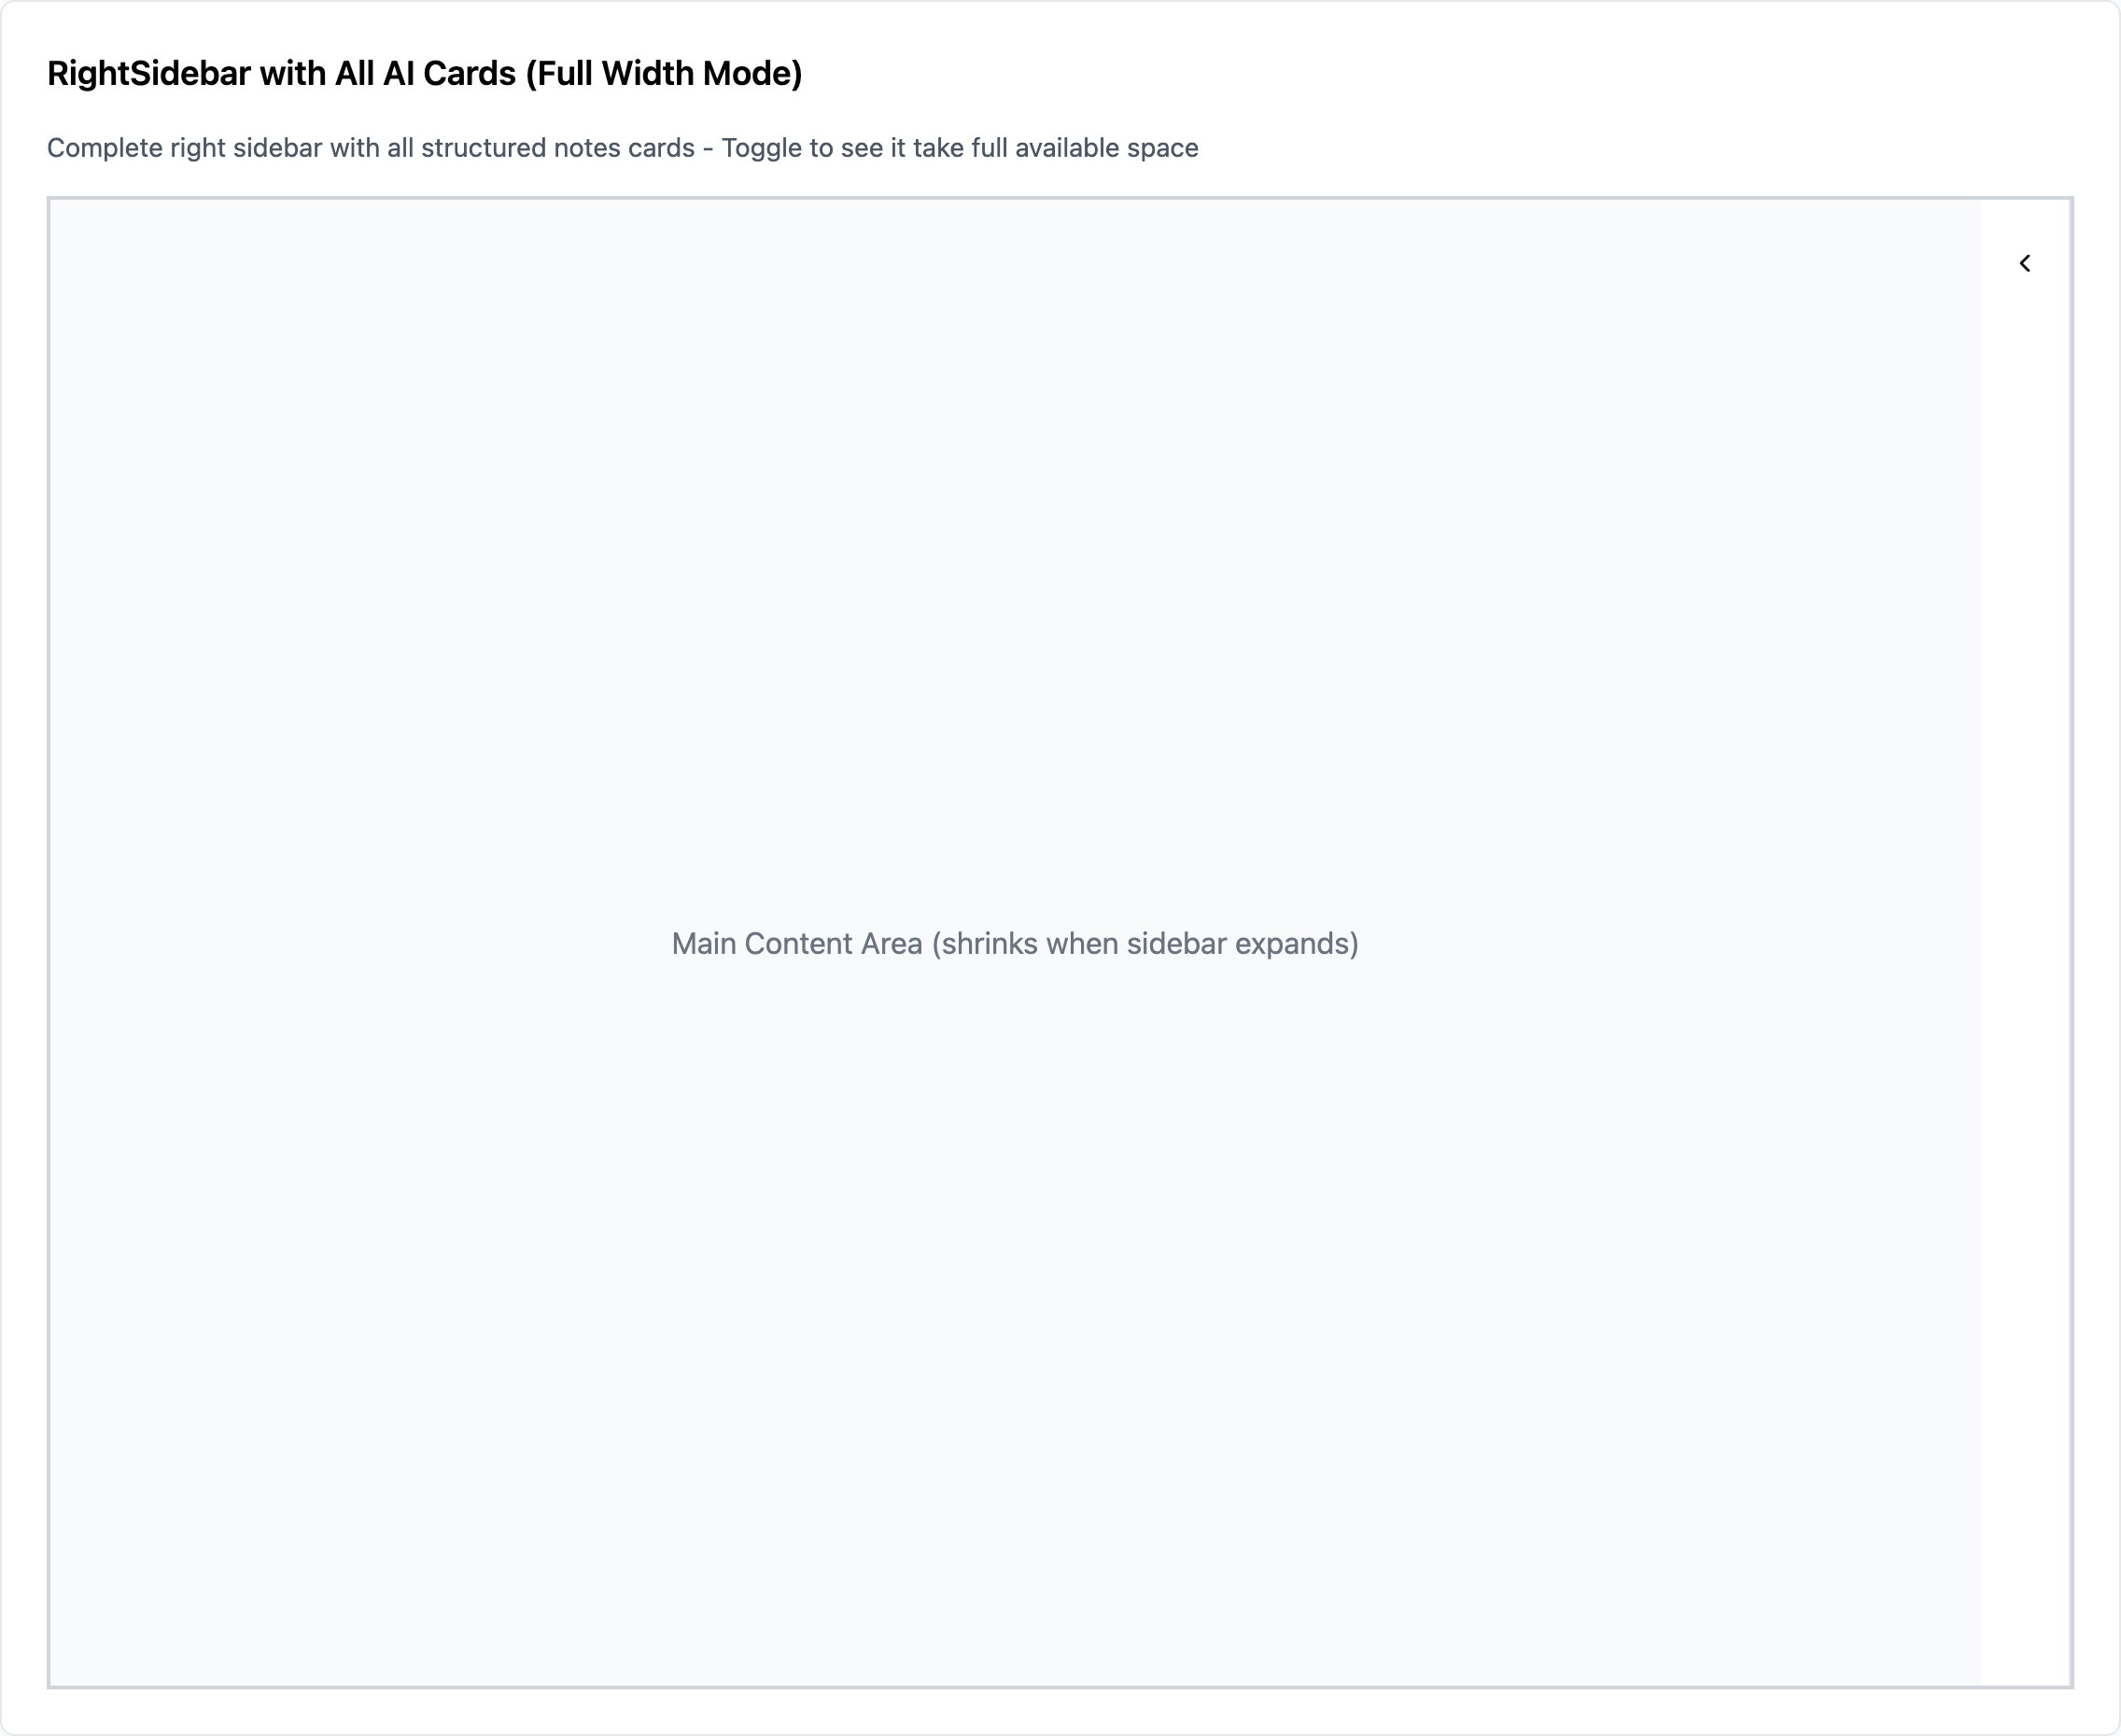 RightSidebar with All AI Cards (Full Width Mode)
Complete right sidebar with all structured notes cards - Toggle to see it take full available space
Main Content Area (shrinks when sidebar expands)